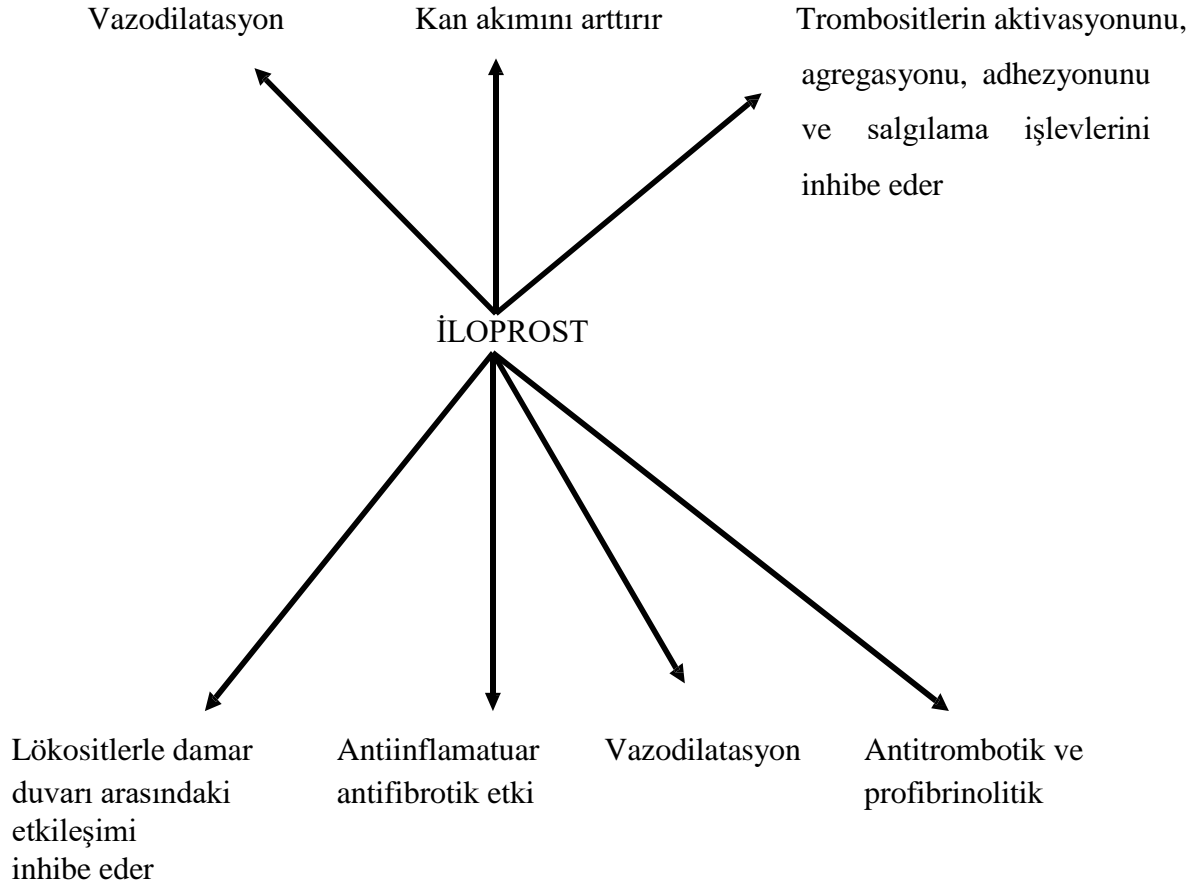 Vazodilatasyon
Kan akımını arttırır
Trombositlerin aktivasyonunu,
agregasyonu, adhezyonunu
ve salgılama işlevlerini
inhibe eder
İLOPROST
Lökositlerle damar
duvarı arasındaki
etkileşimi
inhibe eder
Antiinflamatuar
antifibrotik etki
Vazodilatasyon
Antitrombotik ve
profibrinolitik